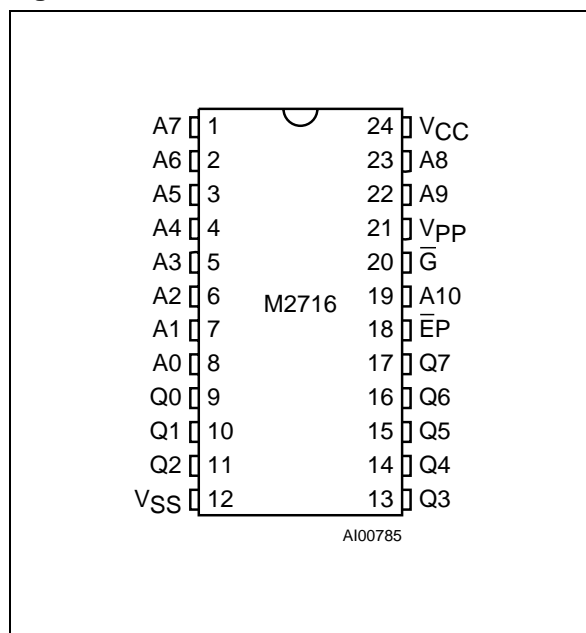 A7 1 24 VCC
A6 2 23 A8
A5 3 22 A9
A4 4 21 VPP
A3 5 20 G̅
A2 6 19 A10
M2716
A1 7 18 E̅P
A0 8 17 Q7
Q0 9 16 Q6
Q1 10 15 Q5
Q2 11 14 Q4
VSS 12 13 Q3
AI00785